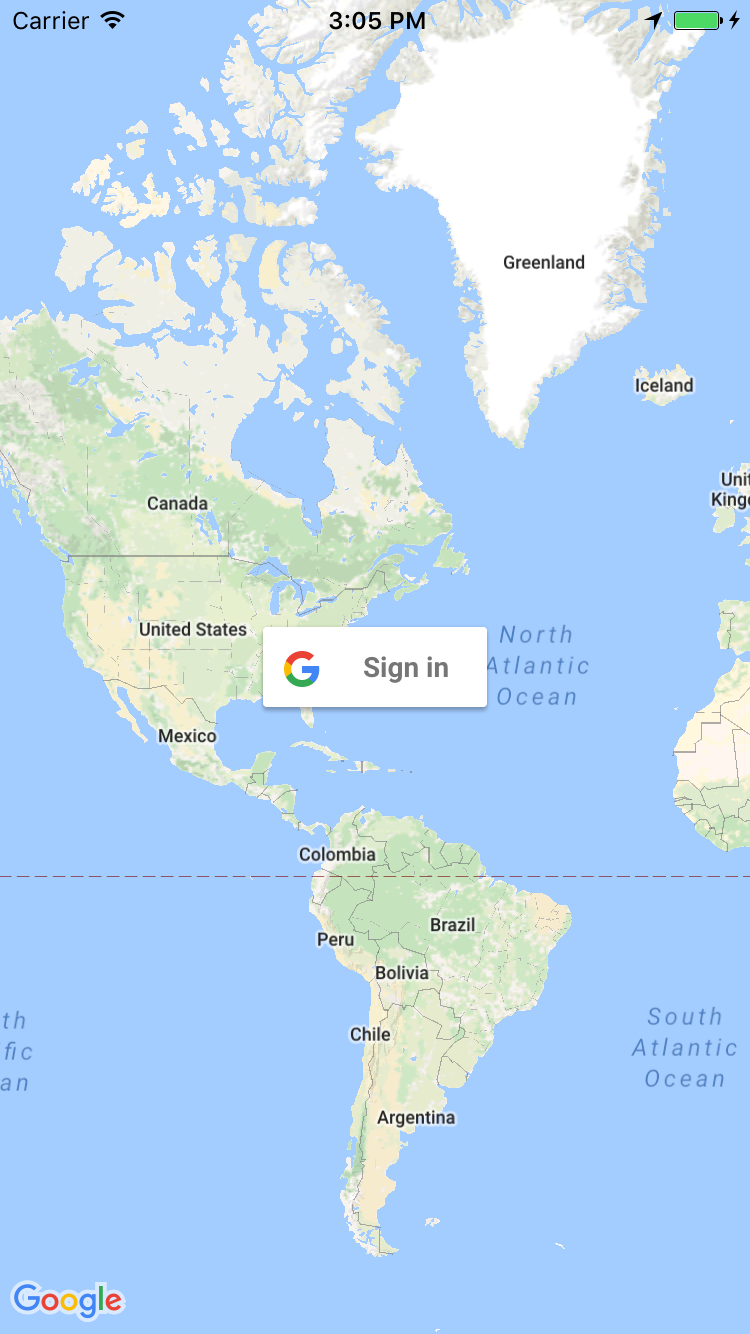 Carrier 3:05 PM
Greenland
Iceland
Unit
Kingd
Canada
United States
Sign in
North
Atlantic
Ocean
Mexico
Colombia
Brazil
Peru
Bolivia
th
fic
an
South
Atlantic
Ocean
Chile
Argentina
Google